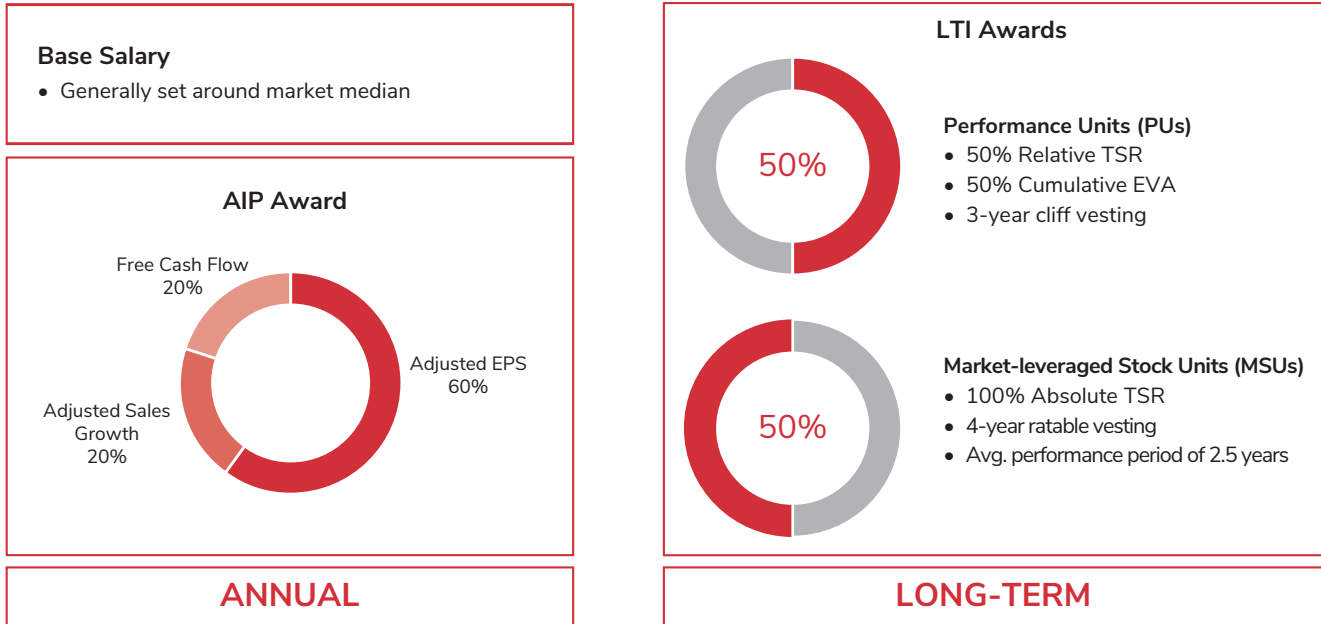 Base Salary
• Generally set around market median
AIP Award
Free Cash Flow
20%
Adjusted EPS
60%
Adjusted Sales
Growth
20%
ANNUAL
LTI Awards
50%
Performance Units (PUs)
• 50% Relative TSR
• 50% Cumulative EVA
• 3-year cliff vesting
50%
Market-leveraged Stock Units (MSUs)
• 100% Absolute TSR
• 4-year ratable vesting
• Avg. performance period of 2.5 years
LONG-TERM